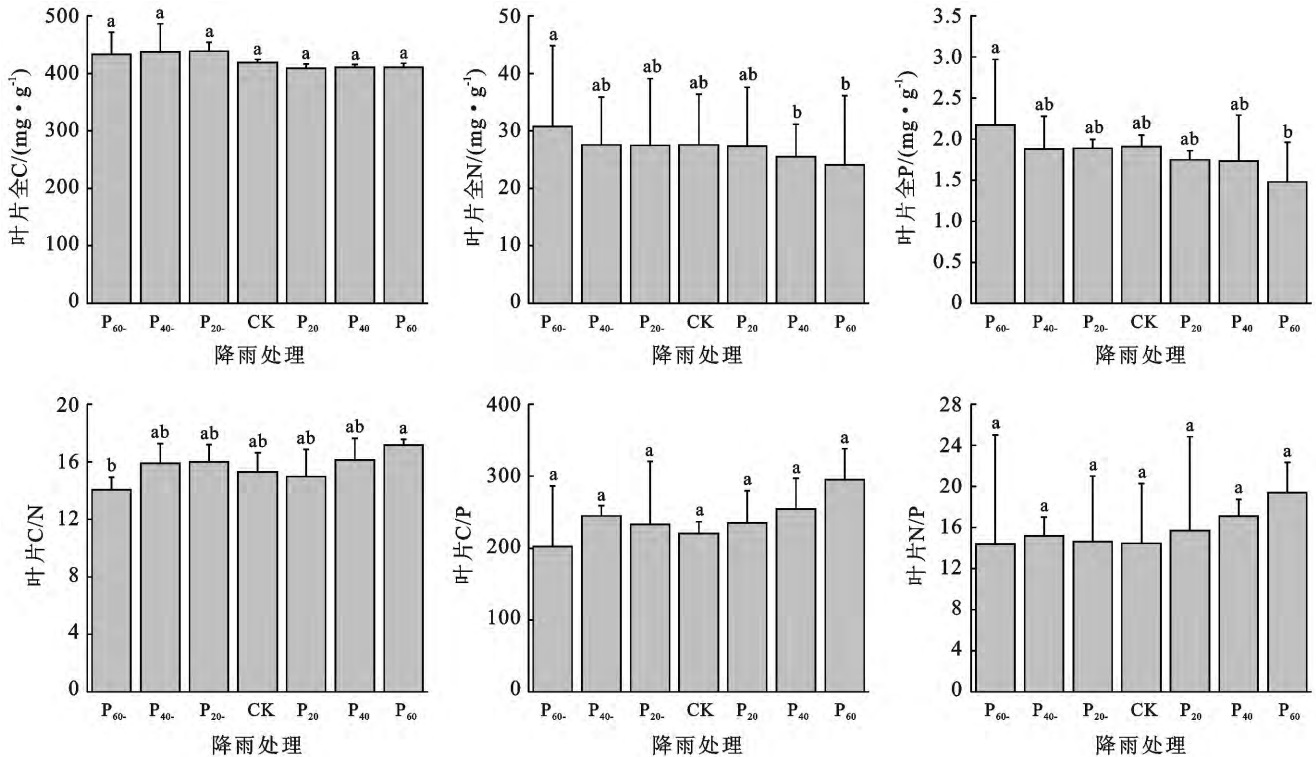 叶片全C/(mg·g⁻¹)
500
400
300
200
100
0
a a a a a a a
P₆₀₋ P₄₀₋ P₂₀₋ CK P₂₀ P₄₀ P₆₀
降雨处理
叶片全N/(mg·g⁻¹)
50
40
30
20
10
0
a ab ab ab ab b b
P₆₀₋ P₄₀₋ P₂₀₋ CK P₂₀ P₄₀ P₆₀
降雨处理
叶片全P/(mg·g⁻¹)
3.5
3.0
2.5
2.0
1.5
1.0
0.5
0
a ab ab ab ab ab b
P₆₀₋ P₄₀₋ P₂₀₋ CK P₂₀ P₄₀ P₆₀
降雨处理
叶片C/N
20
16
12
8
4
0
b ab ab ab ab ab a
P₆₀₋ P₄₀₋ P₂₀₋ CK P₂₀ P₄₀ P₆₀
降雨处理
叶片C/P
400
300
200
100
0
a a a a a a a
P₆₀₋ P₄₀₋ P₂₀₋ CK P₂₀ P₄₀ P₆₀
降雨处理
叶片N/P
28
24
20
16
12
8
4
0
a a a a a a a
P₆₀₋ P₄₀₋ P₂₀₋ CK P₂₀ P₄₀ P₆₀
降雨处理